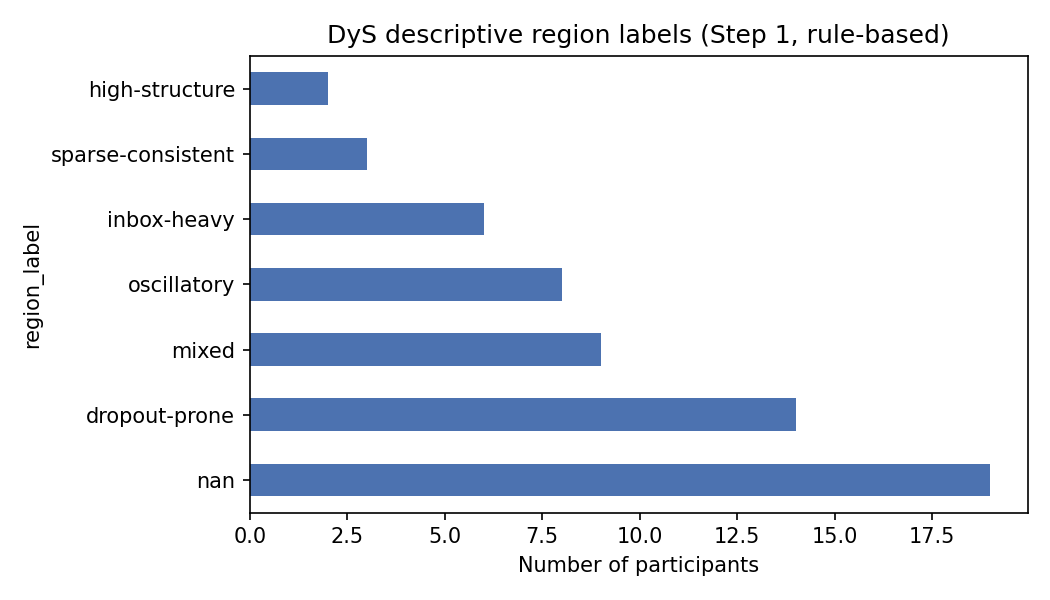 DyS descriptive region labels (Step 1, rule-based)
high-structure
sparse-consistent
inbox-heavy
oscillatory
mixed
dropout-prone
nan
region_label
0.0 2.5 5.0 7.5 10.0 12.5 15.0 17.5
Number of participants